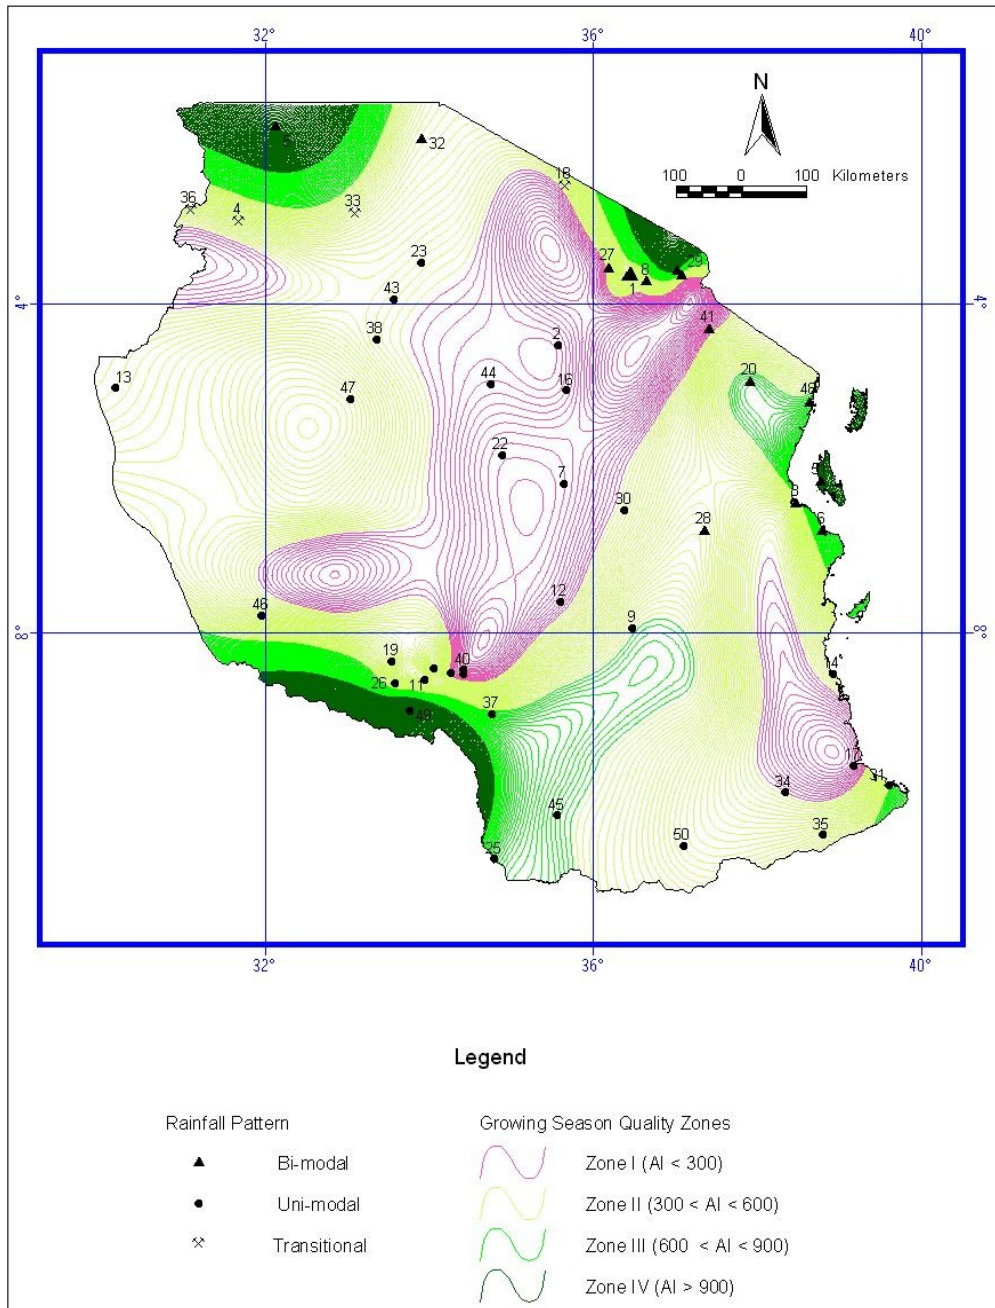 32° 36° 40°
N
32
5
18
100 0 100 Kilometers
36 4 33
23
27 8 29
1
4° 43 4°
41
38 2
13 44 16 20
47 48
22
7 5
30 3
28 6
12
46 9
8° 8°
19 40 14
26 11
49 37
17
34 31
45
35
25 50
32° 36° 40°
Legend
Rainfall Pattern Growing Season Quality Zones
Bi-modal Zone I (AI < 300)
Uni-modal Zone II (300 < AI < 600)
Transitional Zone III (600 < AI < 900)
Zone IV (AI > 900)